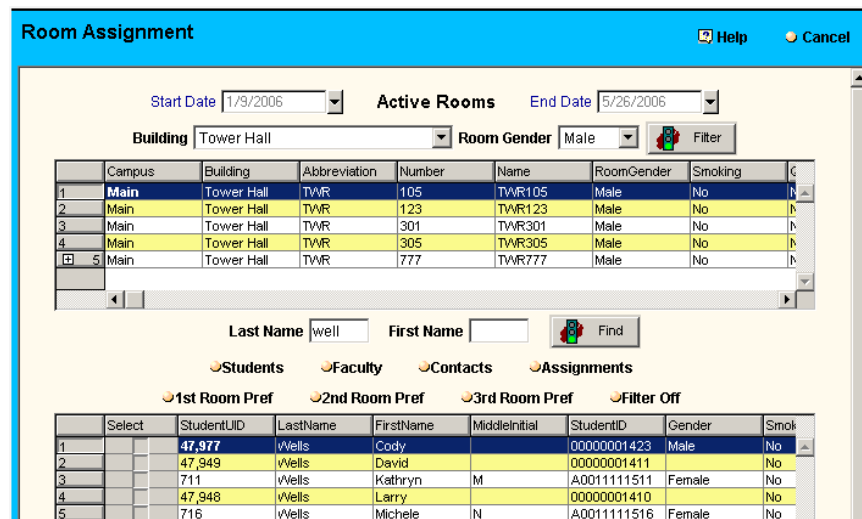 Room Assignment Help Cancel
Start Date 1/9/2006 Active Rooms End Date 5/26/2006
Building Tower Hall Room Gender Male Filter
Campus Building Abbreviation Number Name RoomGender Smoking
1 Main Tower Hall TWR 105 TWR105 Male No
2 Main Tower Hall TWR 123 TWR123 Male No
3 Main Tower Hall TWR 301 TWR301 Male No
4 Main Tower Hall TWR 305 TWR305 Male No
5 Main Tower Hall TWR 777 TWR777 Male No
Last Name well First Name Find
Students Faculty Contacts Assignments
1st Room Pref 2nd Room Pref 3rd Room Pref Filter Off
Select StudentUID LastName FirstName MiddleInitial StudentID Gender Smok
1 47,977 Wells Cody 00000001423 Male No
2 47,949 Wells David 00000001411 No
3 711 Wells Kathryn M A0011111511 Female No
4 47,948 Wells Larry 00000001410 No
5 716 Wells Michele N A0011111516 Female No